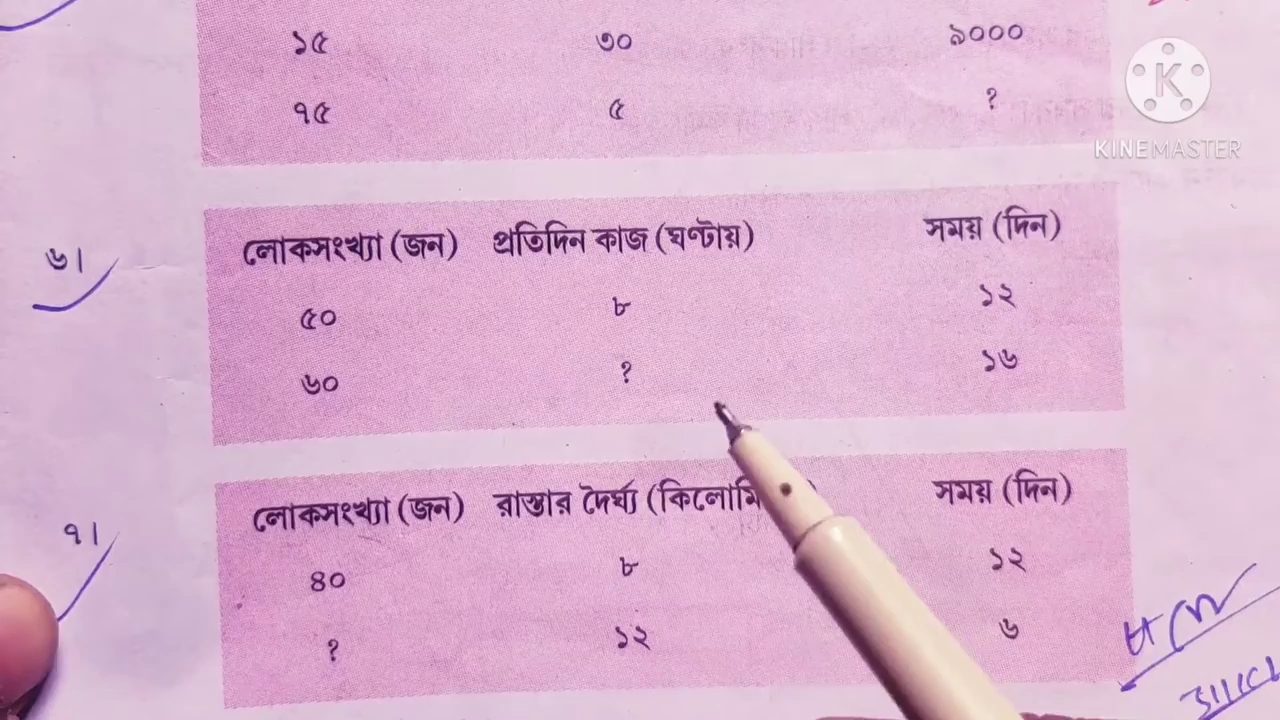 ১৫ ৩০ ৯০০০
৭৫ ৫ ?
KINEMASTER
৬। লোকসংখ্যা (জন) প্রতিদিন কাজ (ঘণ্টায়) সময় (দিন)
৫০ ৮ ১২
৬০ ? ১৬
৭। লোকসংখ্যা (জন) রাস্তার দৈর্ঘ্য (কিলোমি সময় (দিন)
৪০ ৮ ১২
? ১২ ৬